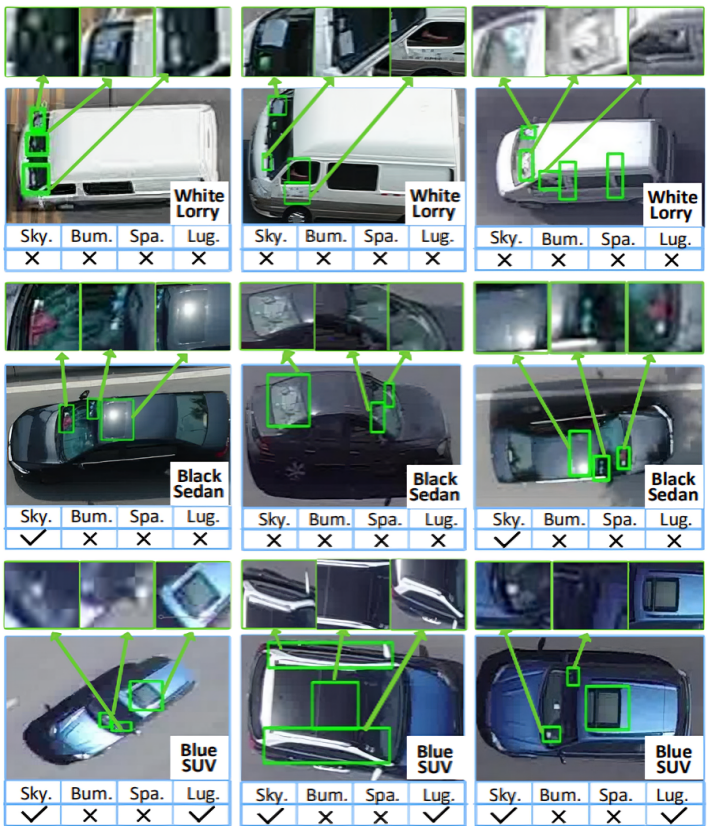 White
Lorry
White
Lorry
White
Lorry
Sky. Bum. Spa. Lug.
× × × ×
Sky. Bum. Spa. Lug.
× × × ×
Sky. Bum. Spa. Lug.
× × × ×
Black
Sedan
Black
Sedan
Black
Sedan
Sky. Bum. Spa. Lug.
✓ × × ×
Sky. Bum. Spa. Lug.
× × × ×
Sky. Bum. Spa. Lug.
✓ × × ×
Blue
SUV
Blue
SUV
Blue
SUV
Sky. Bum. Spa. Lug.
✓ × × ✓
Sky. Bum. Spa. Lug.
✓ × × ✓
Sky. Bum. Spa. Lug.
✓ × × ✓